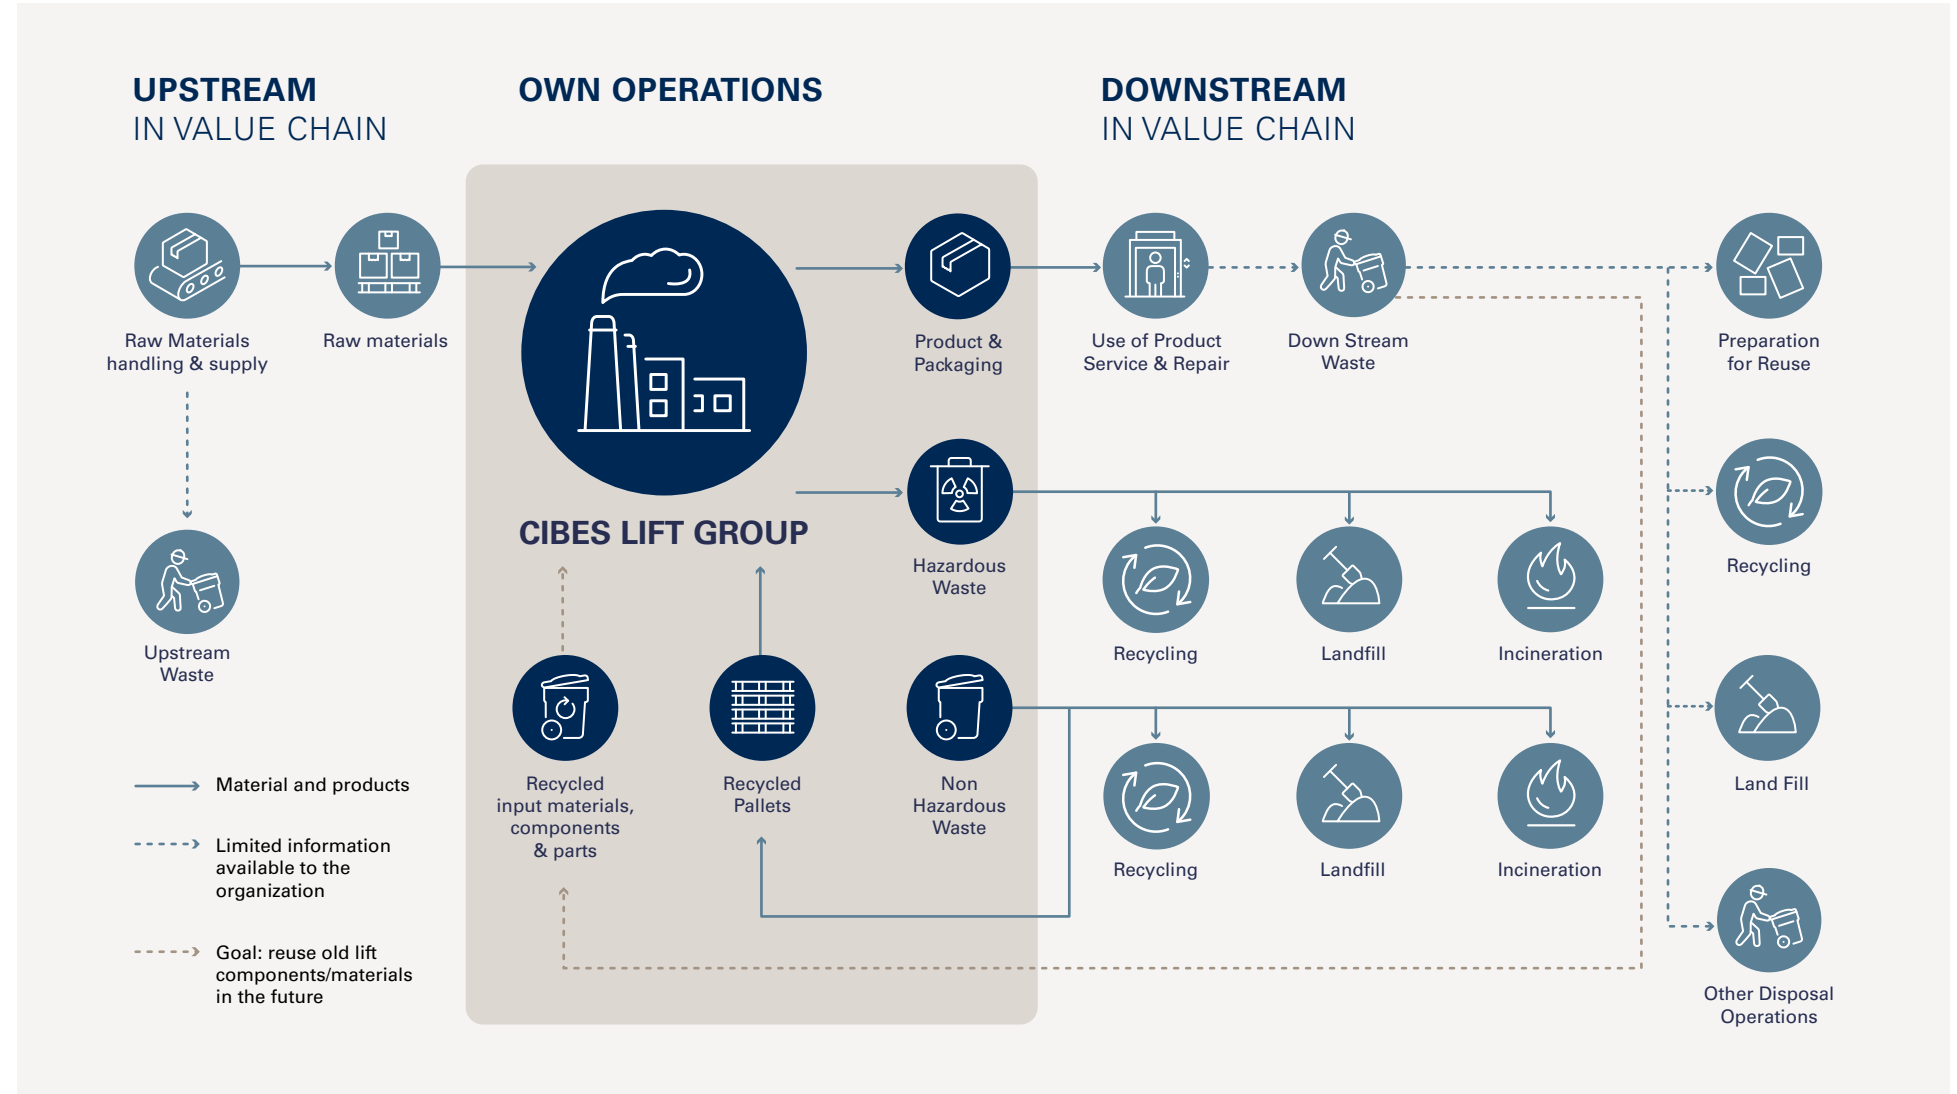 UPSTREAM
IN VALUE CHAIN
OWN OPERATIONS
DOWNSTREAM
IN VALUE CHAIN
Raw Materials
handling & supply
Raw materials
Product &
Packaging
Use of Product
Service & Repair
Down Stream
Waste
Preparation
for Reuse
CIBES LIFT GROUP
Hazardous
Waste
Recycling
Upstream
Waste
Recycling
Landfill
Incineration
Recycled
input materials,
components
& parts
Recycled
Pallets
Non
Hazardous
Waste
Land Fill
Recycling
Landfill
Incineration
Material and products
Limited information
available to the
organization
Goal: reuse old lift
components/materials
in the future
Other Disposal
Operations